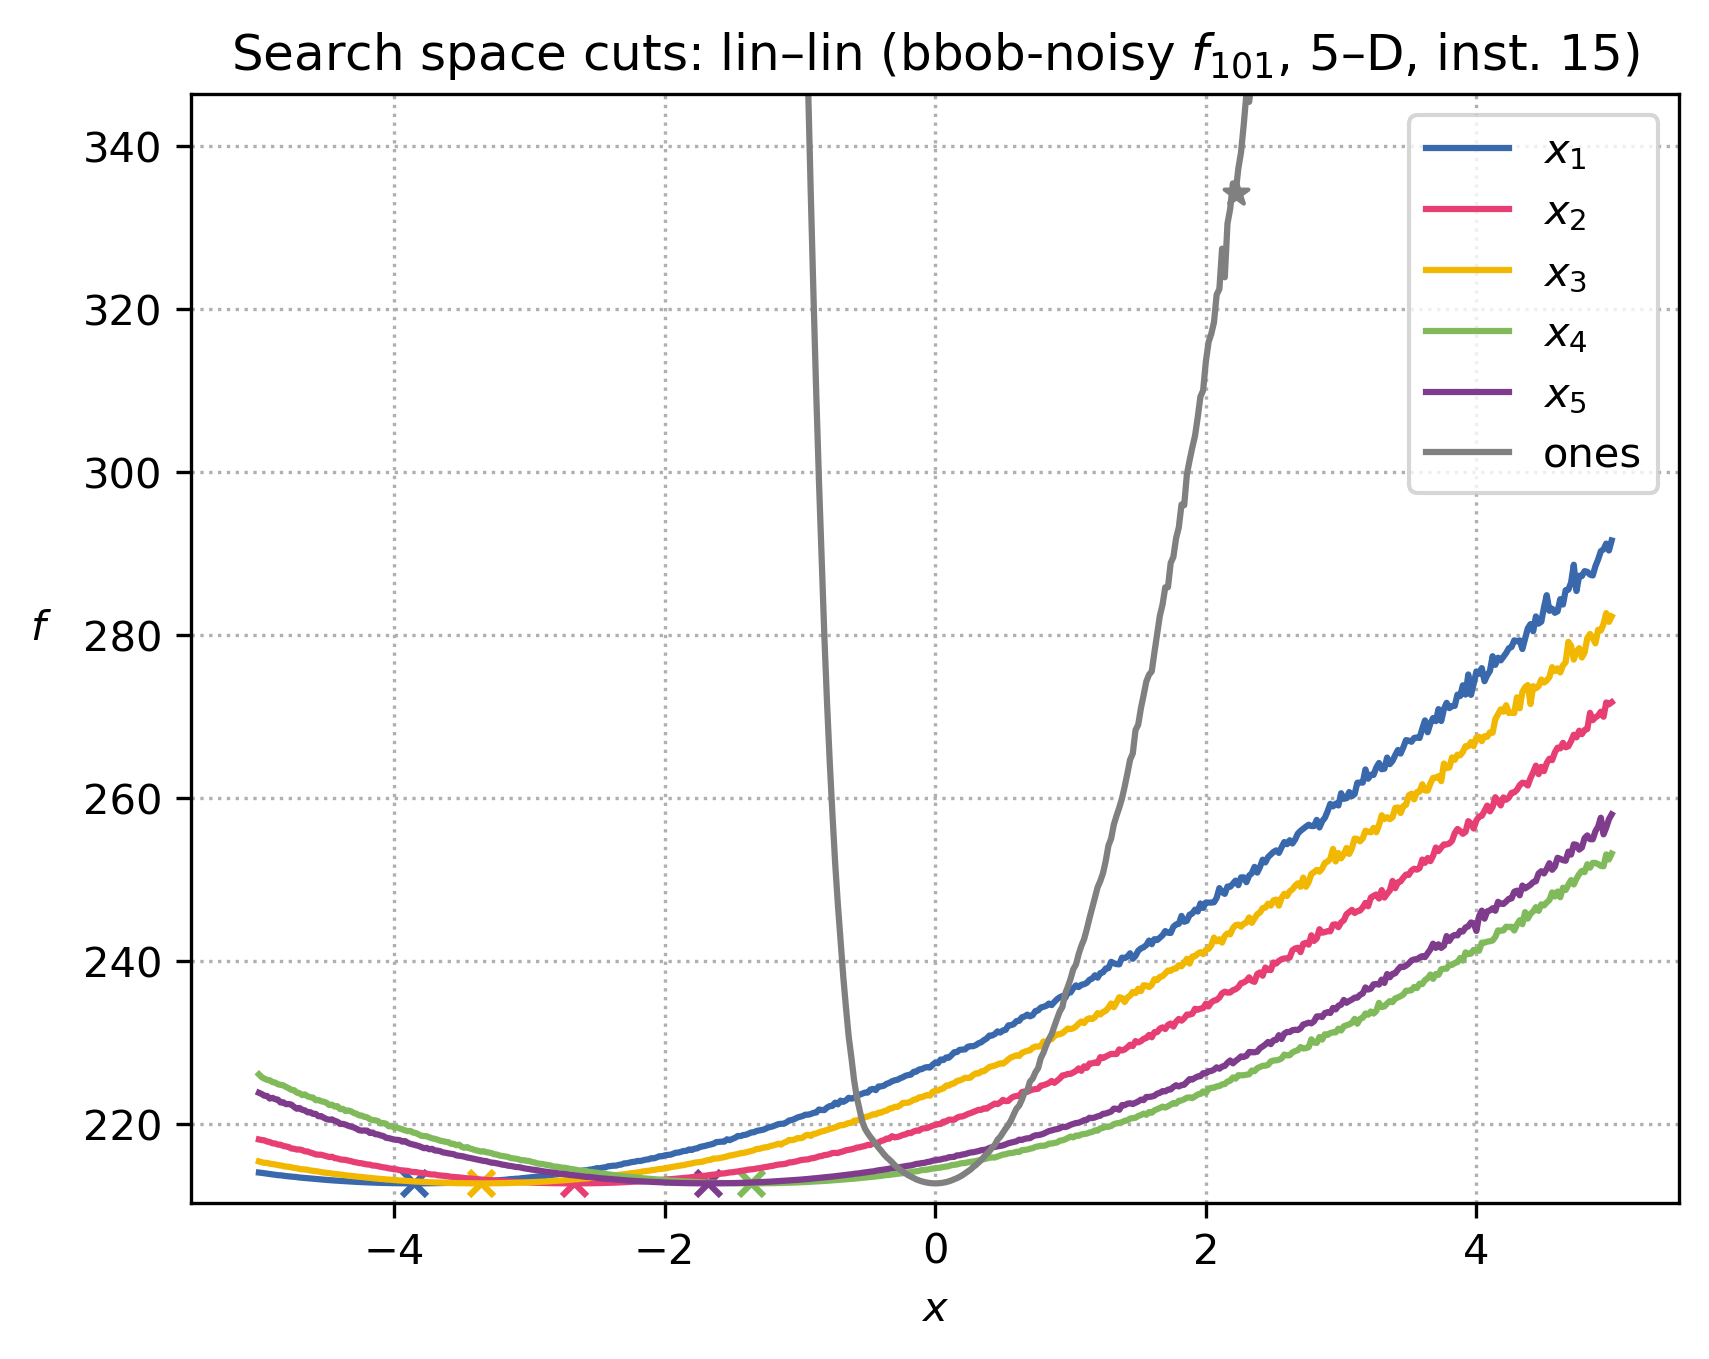 Search space cuts: lin–lin (bbob-noisy f₁₀₁, 5–D, inst. 15)
340
320
300
280
260
240
220
f
−4
−2
0
2
4
x
x₁
x₂
x₃
x₄
x₅
ones